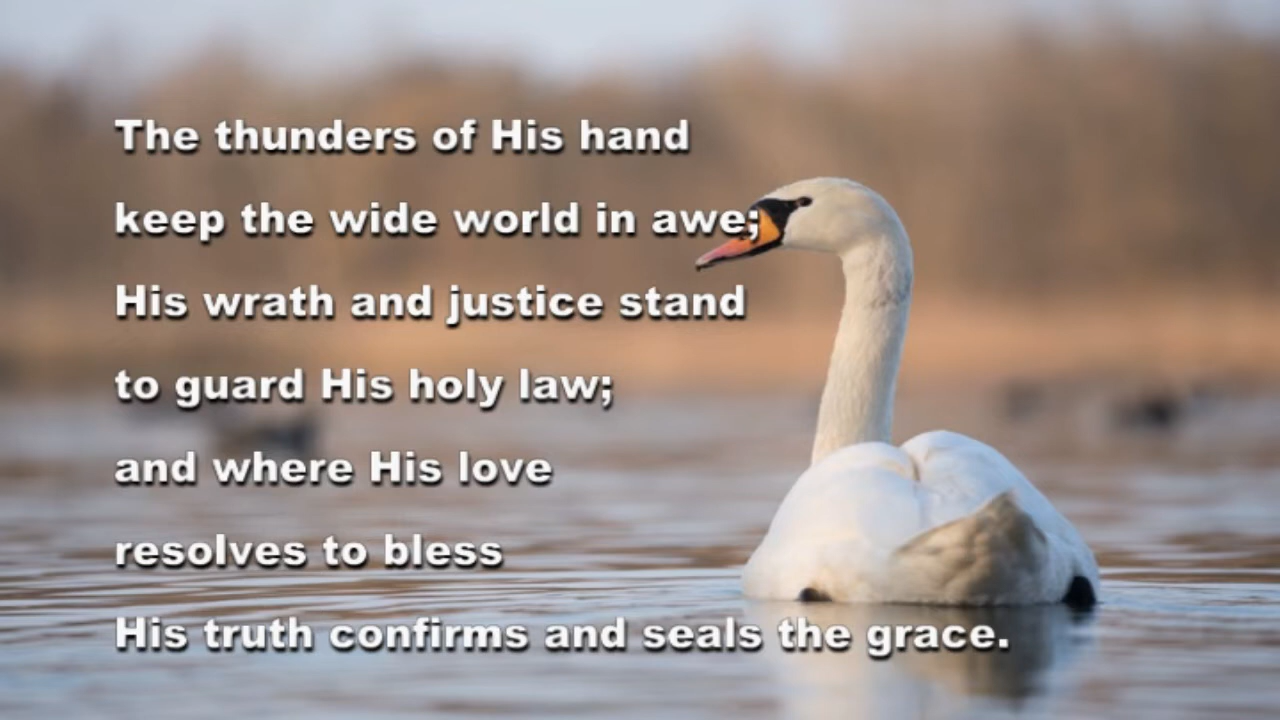 The thunders of His hand
keep the wide world in awe;
His wrath and justice stand
to guard His holy law;
and where His love
resolves to bless
His truth confirms and seals the grace.